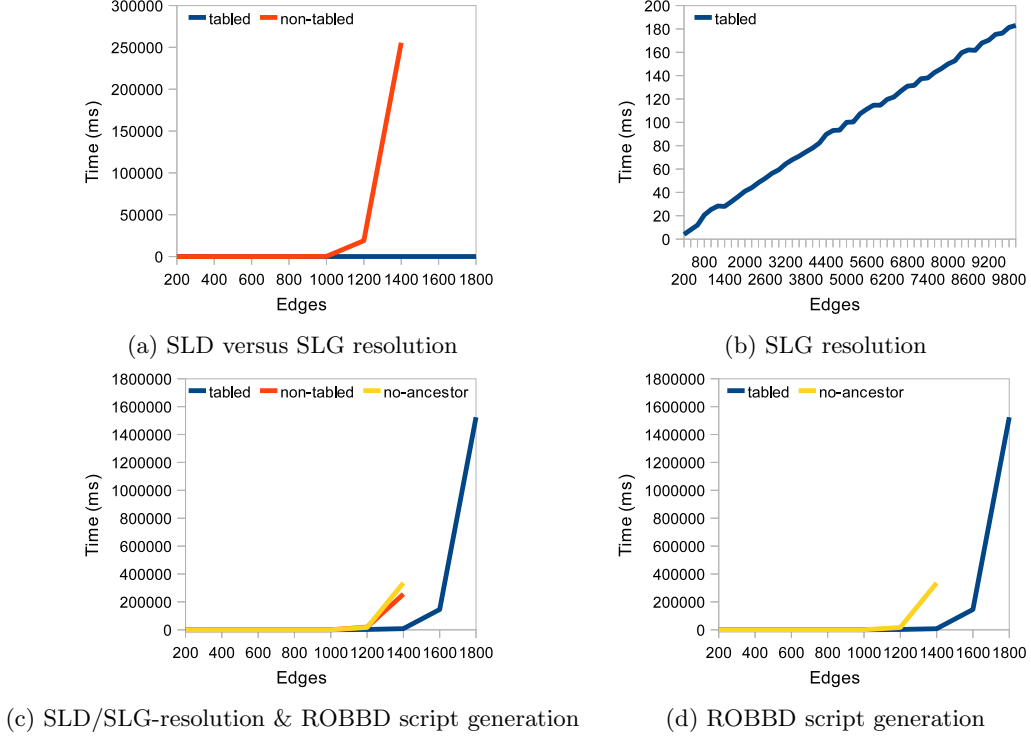 tabled non-tabled
300000
250000
200000
150000
100000
50000
0
Time (ms)
200 400 600 800 1000 1200 1400 1600 1800
Edges
(a) SLD versus SLG resolution
tabled
200
180
160
140
120
100
80
60
40
20
0
Time (ms)
800 2000 3200 4400 5600 6800 8000 9200
200 1400 2600 3800 5000 6200 7400 8600 9800
Edges
(b) SLG resolution
tabled non-tabled no-ancestor
1800000
1600000
1400000
1200000
1000000
800000
600000
400000
200000
0
Time (ms)
200 400 600 800 1000 1200 1400 1600 1800
Edges
(c) SLD/SLG-resolution & ROBBD script generation
tabled no-ancestor
1800000
1600000
1400000
1200000
1000000
800000
600000
400000
200000
0
Time (ms)
200 400 600 800 1000 1200 1400 1600 1800
Edges
(d) ROBBD script generation